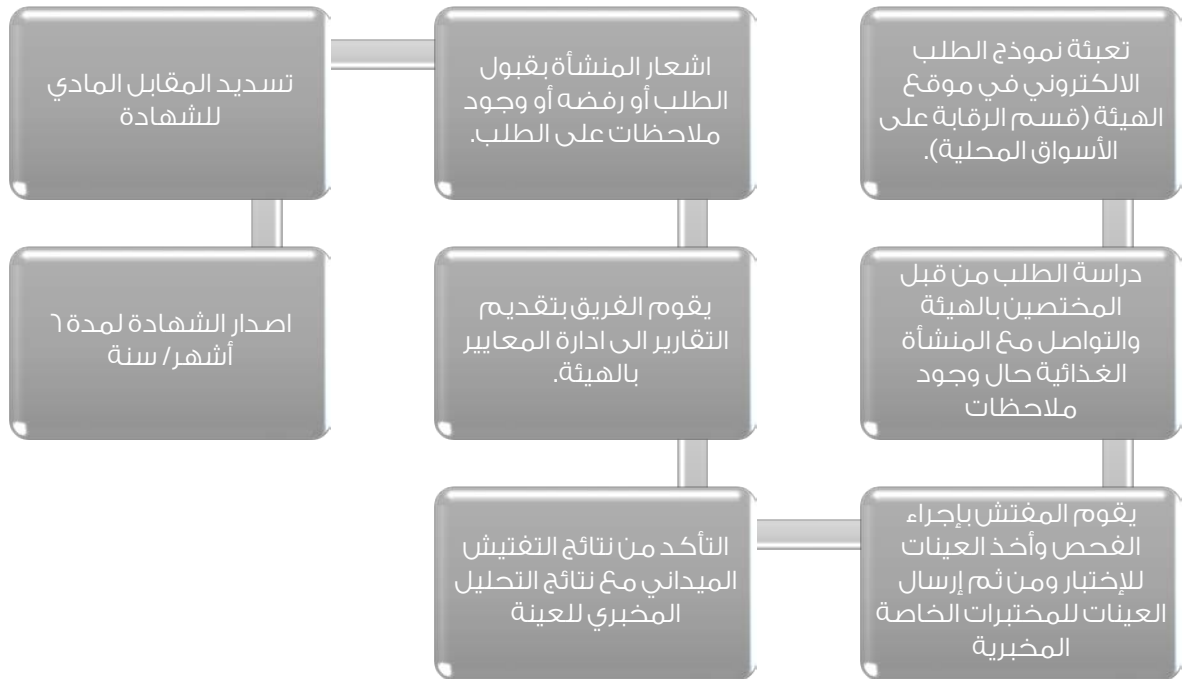 تعبئة نموذج الطلب
الالكتروني في موقع
الهيئة (قسم الرقابة على
الأسواق المحلية).
دراسة الطلب من قبل
المختصين بالهيئة
والتواصل مع المنشأة
الغذائية حال وجود
ملاحظات
يقوم المفتش بإجراء
الفحص وأخذ العينات
للإختبار ومن ثم إرسال
العينات للمختبرات الخاصة
المخبرية
التأكد من نتائج التفتيش
الميداني مع نتائج التحليل
المخبري للعينة
يقوم الفريق بتقديم
التقارير الى ادارة المعايير
بالهيئة.
اشعار المنشأة بقبول
الطلب أو رفضه أو وجود
ملاحظات على الطلب.
تسديد المقابل المادي
للشهادة
اصدار الشهادة لمدة ٦
أشهر/ سنة